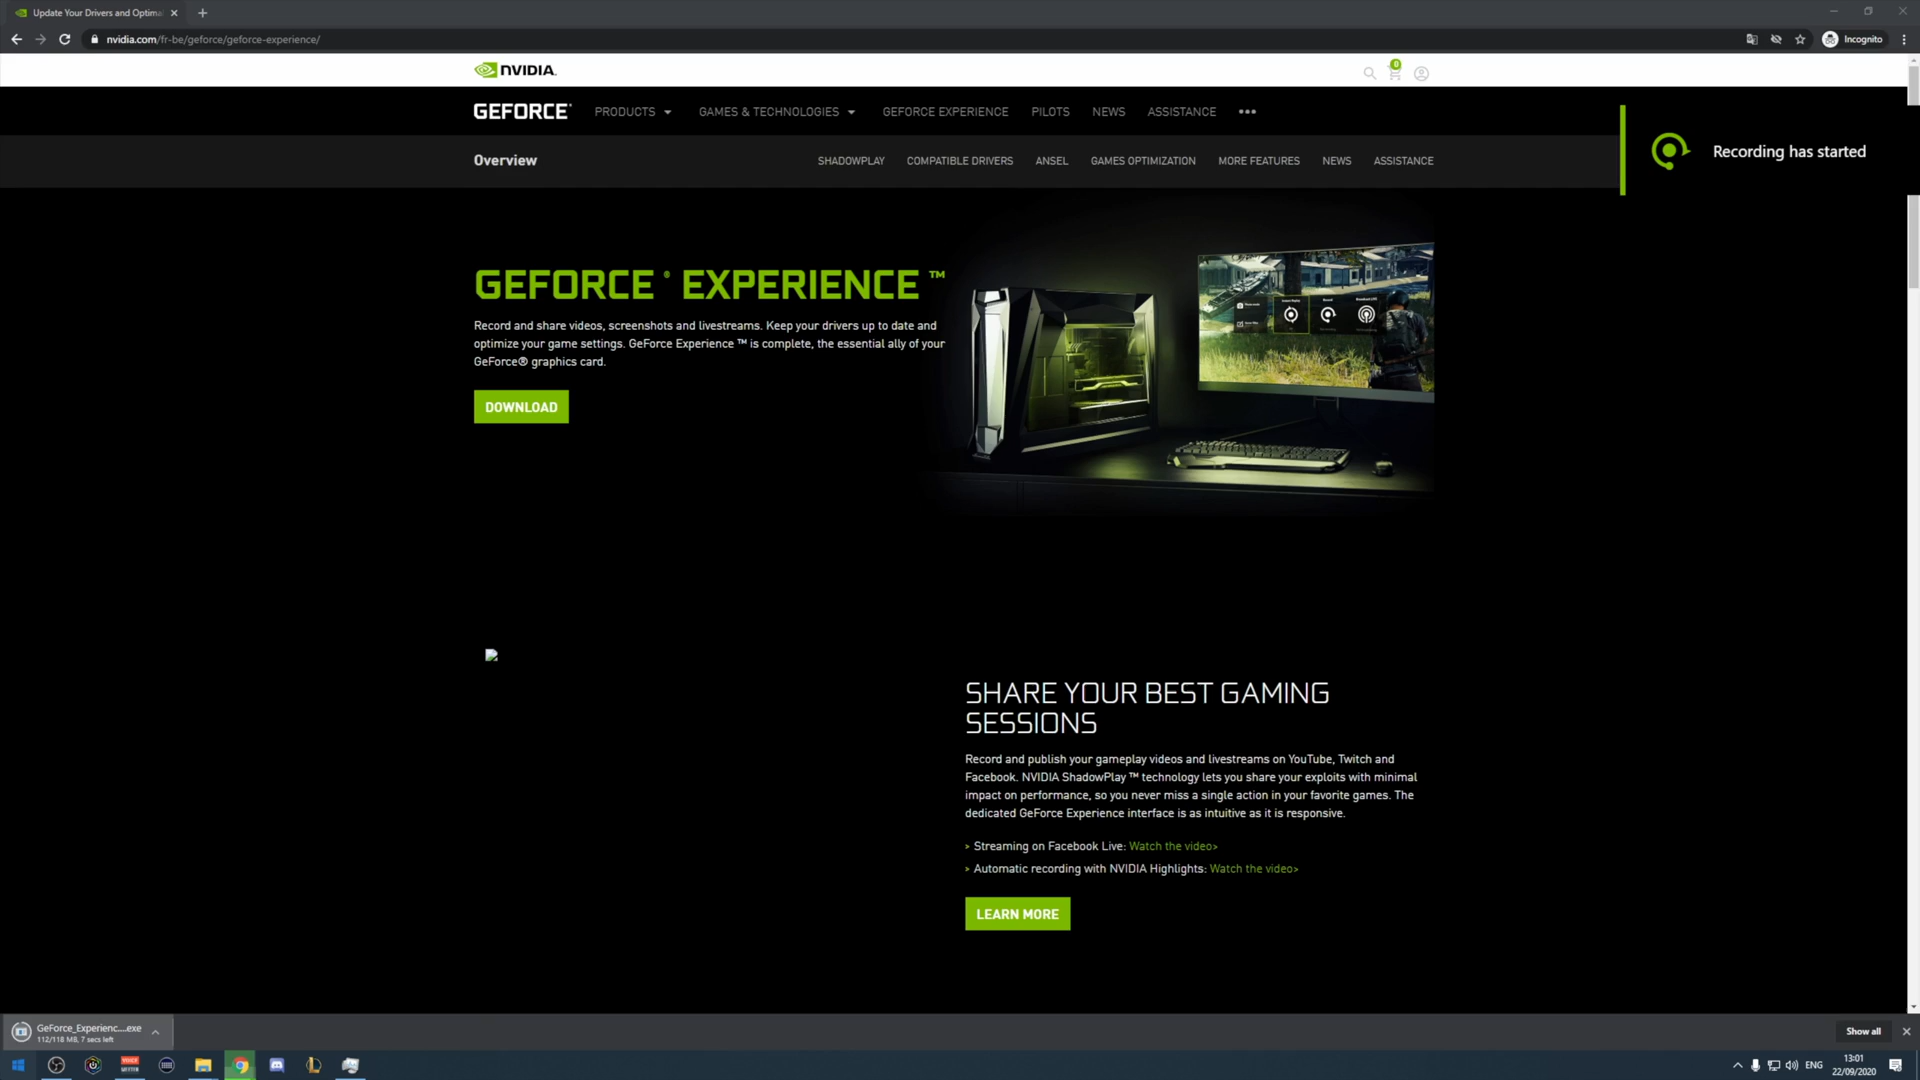 Update Your Drivers and Optima
nvidia.com/fr-be/geforce/geforce-experience/
Incognito
NVIDIA.
0
GEFORCE
PRODUCTS
GAMES & TECHNOLOGIES
GEFORCE EXPERIENCE
PILOTS
NEWS
ASSISTANCE
•••
Recording has started
Overview
SHADOWPLAY
COMPATIBLE DRIVERS
ANSEL
GAMES OPTIMIZATION
MORE FEATURES
NEWS
ASSISTANCE
GEFORCE ® EXPERIENCE ™
Record and share videos, screenshots and livestreams. Keep your drivers up to date and
optimize your game settings. GeForce Experience ™ is complete, the essential ally of your
GeForce® graphics card.
DOWNLOAD
SHARE YOUR BEST GAMING
SESSIONS
Record and publish your gameplay videos and livestreams on YouTube, Twitch and
Facebook. NVIDIA ShadowPlay ™ technology lets you share your exploits with minimal
impact on performance, so you never miss a single action in your favorite games. The
dedicated GeForce Experience interface is as intuitive as it is responsive.
> Streaming on Facebook Live: Watch the video>
> Automatic recording with NVIDIA Highlights: Watch the video>
LEARN MORE
GeForce_Experienc....exe
112/118 MB, 7 secs left
Show all
VOICE
ENG
13:01
22/09/2020